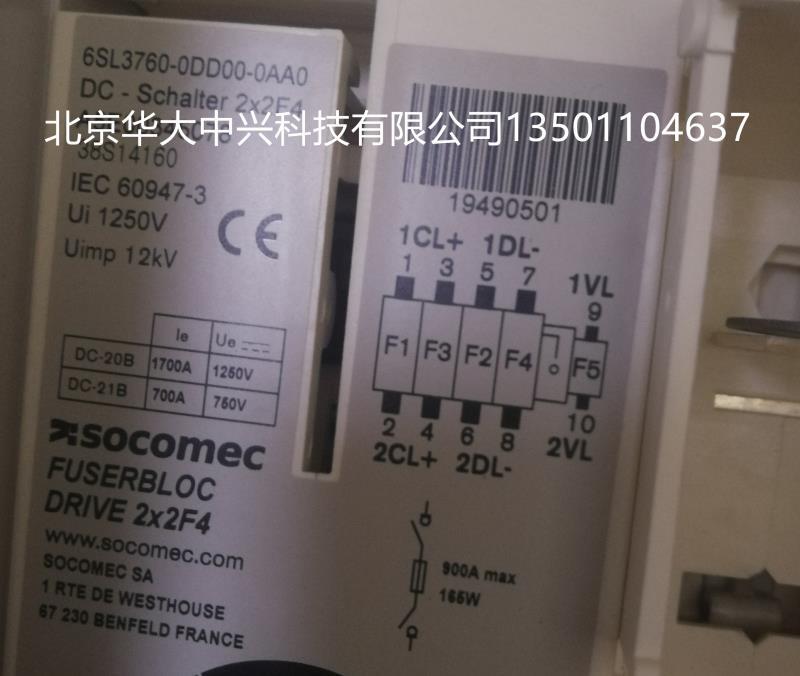 6SL3760-0DD00-0AA0
DC - Schalter 2x2F4
北京华大中兴科技有限公司13501104637
38S14160
IEC 60947-3
Ui 1250V
Uimp 12kV
CE
Ie Ue
DC-20B 1700A 1250V
DC-21B 700A 750V
socomec
FUSERBLOC
DRIVE 2x2F4
www.socomec.com
SOCOMEC SA
1 RTE DE WESTHOUSE
67 230 BENFELD FRANCE
19490501
1CL+ 1DL-
1 3 5 7 1VL
9
F1 F3 F2 F4 F5
2 4 6 8 10
2CL+ 2DL- 2VL
900A max
165W